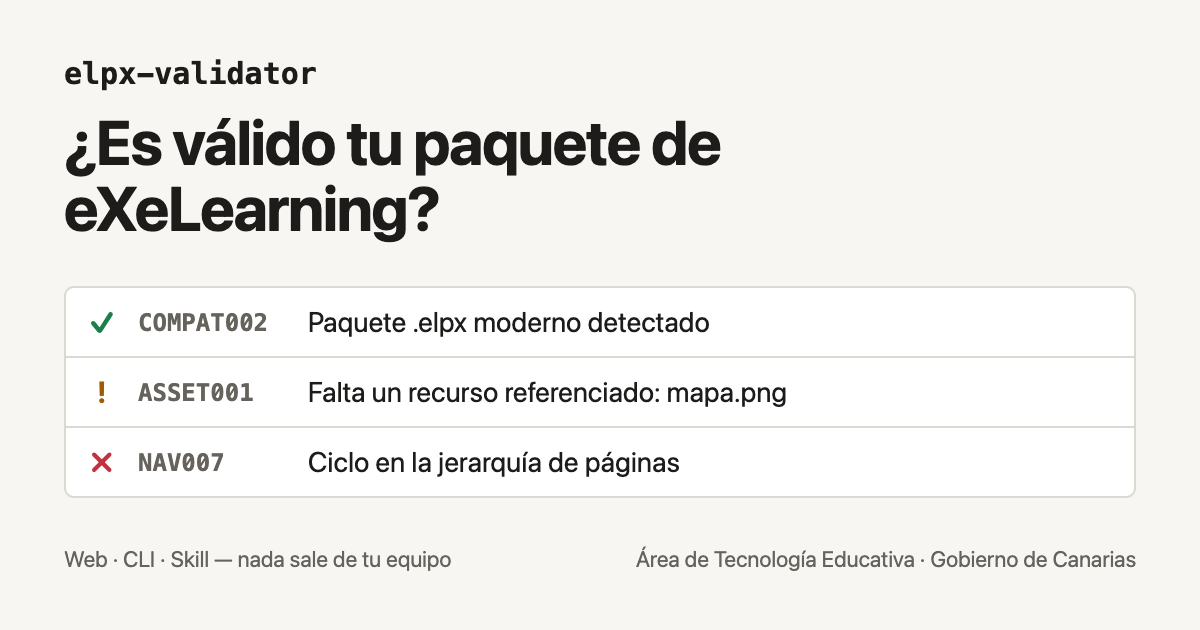 elpx-validator
¿Es válido tu paquete de
eXeLearning?
COMPAT002 Paquete .elpx moderno detectado
! ASSET001 Falta un recurso referenciado: mapa.png
NAV007 Ciclo en la jerarquía de páginas
Web · CLI · Skill — nada sale de tu equipo
Área de Tecnología Educativa · Gobierno de Canarias